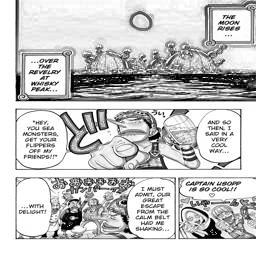 THE
MOON
RISES
...
...OVER
THE
REVELRY
AT
WHISKY
PEAK...
AND SO
THEN, I
SAID IN A
VERY
COOL
WAY...
"HEY,
YOU SEA
MONSTERS,
GET YOUR
FLIPPERS
OFF MY
FRIENDS!!"
CAPTAIN USOPP
IS SO COOL!!
I MUST
ADMIT, OUR
GREAT
ESCAPE
FROM THE
CALM BELT
HAD ME
SHAKING...
...WITH
DELIGHT!